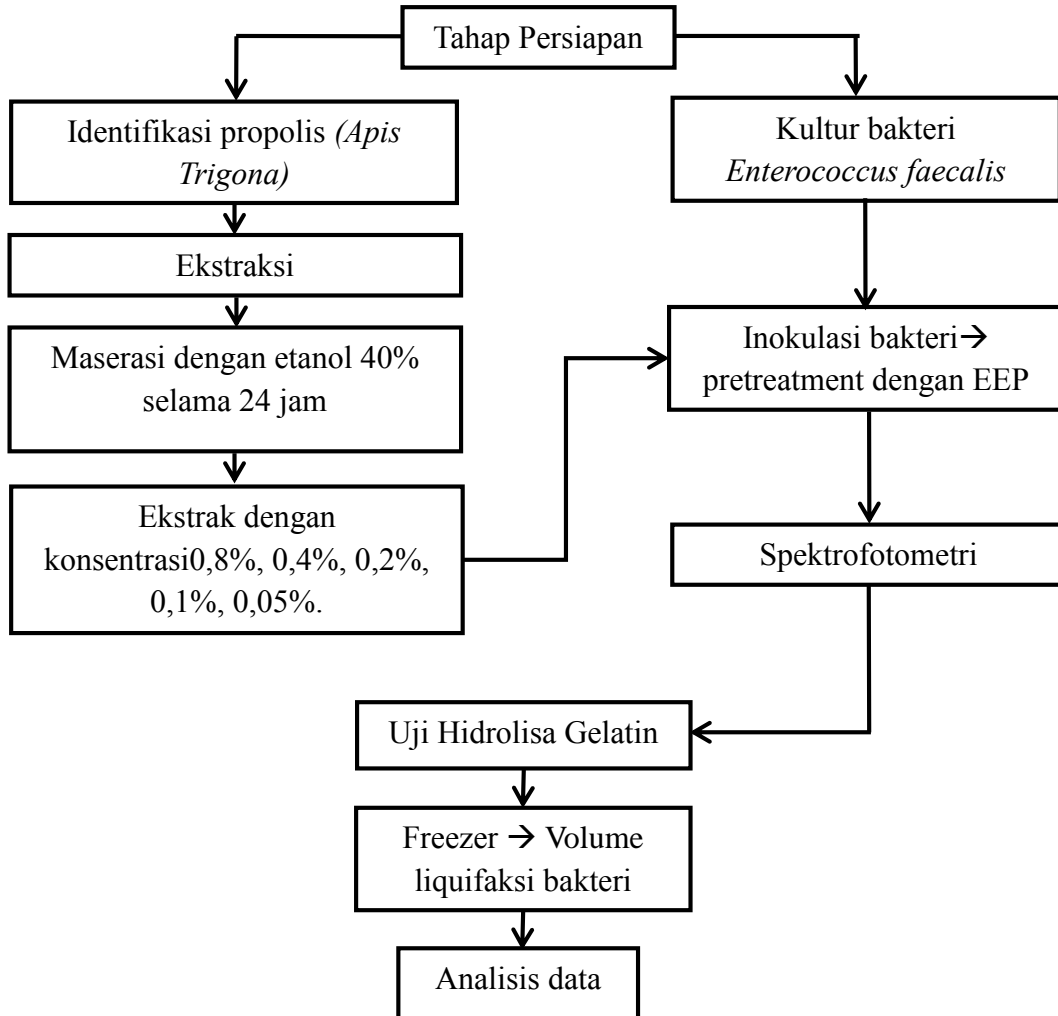 Tahap Persiapan
Identifikasi propolis (Apis
Trigona)
Ekstraksi
Maserasi dengan etanol 40%
selama 24 jam
Ekstrak dengan
konsentrasi0,8%, 0,4%, 0,2%,
0,1%, 0,05%.
Kultur bakteri
Enterococcus faecalis
Inokulasi bakteri→
pretreatment dengan EEP
Spektrofotometri
Uji Hidrolisa Gelatin
Freezer → Volume
liquifaksi bakteri
Analisis data